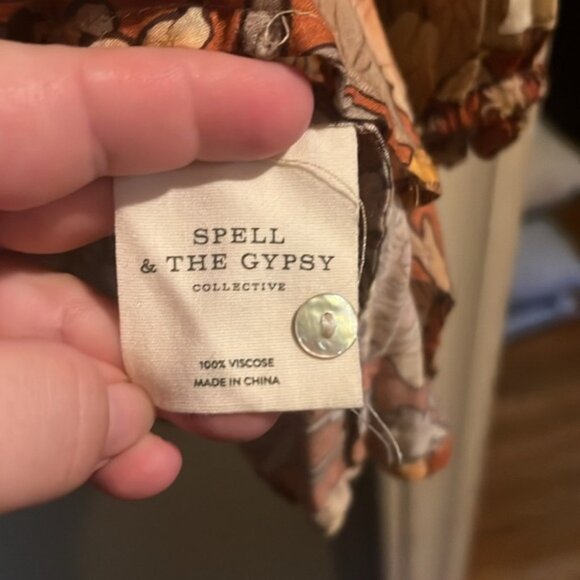 SPELL
& THE GYPSY
COLLECTIVE
100% VISCOSE
MADE IN CHINA